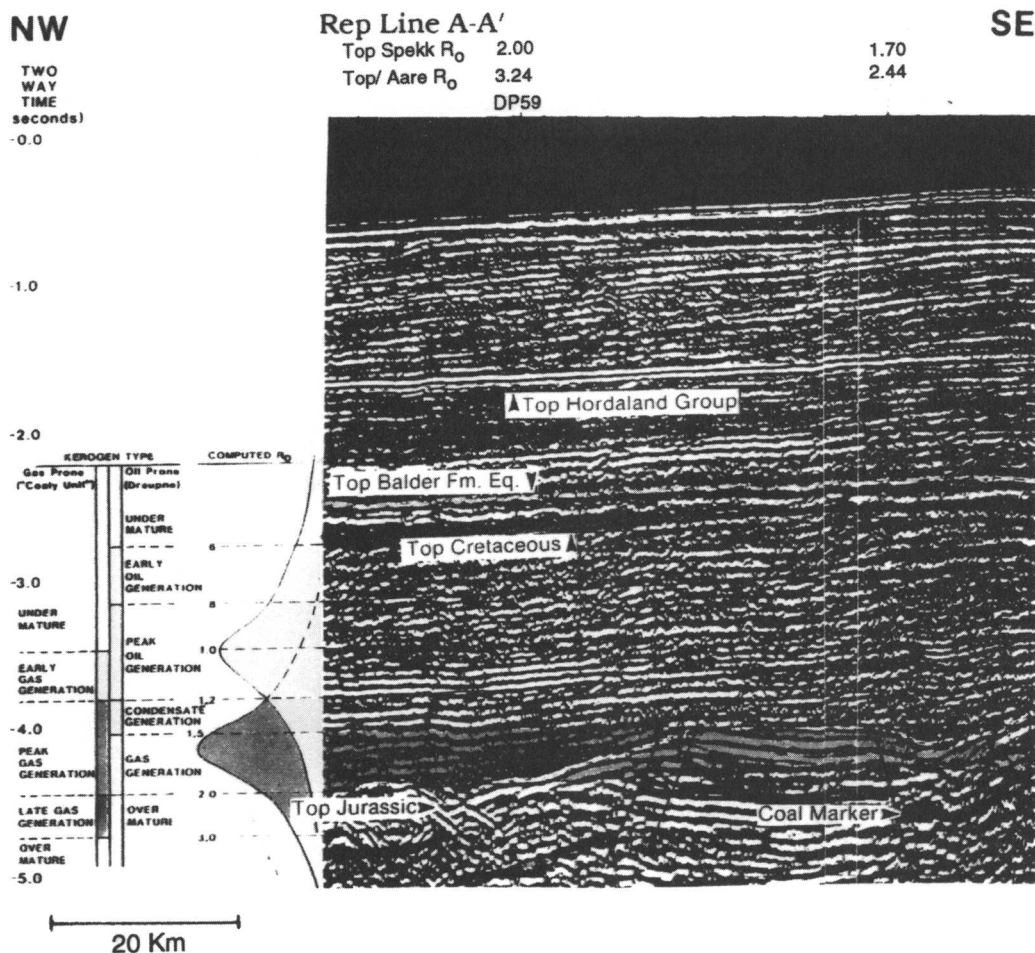 NW
Rep Line A-A'
SE
Top Spekk Ro 2.00 1.70
Top/ Aare Ro 3.24 2.44
DP59
TWO
WAY
TIME
seconds)
-0.0
-1.0
-2.0
-3.0
-4.0
-5.0
Top Hordaland Group
Top Balder Fm. Eq.
Top Cretaceous
Top Jurassic
Coal Marker
KEROGEN TYPE
COMPUTED Ro
Gas Prone
("Coaly Unit")
Oil Prone
(Draupne)
UNDER
MATURE
EARLY
OIL
GENERATION
PEAK
OIL
GENERATION
CONDENSATE
GENERATION
GAS
GENERATION
OVER
MATURE
UNDER
MATURE
EARLY
GAS
GENERATION
PEAK
GAS
GENERATION
LATE GAS
GENERATION
OVER
MATURE
6
8
1.0
1.2
1.5
2.0
3.0
20 Km